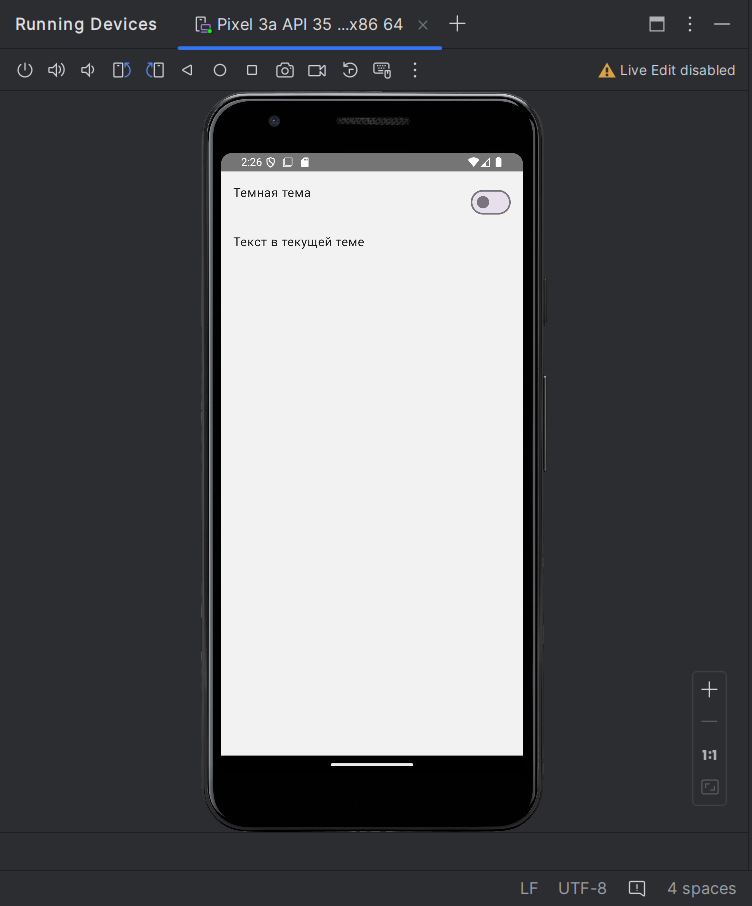 Running Devices
Pixel 3a API 35 ...x86 64
Live Edit disabled
2:26
Темная тема
Текст в текущей теме
1:1
LF UTF-8 4 spaces